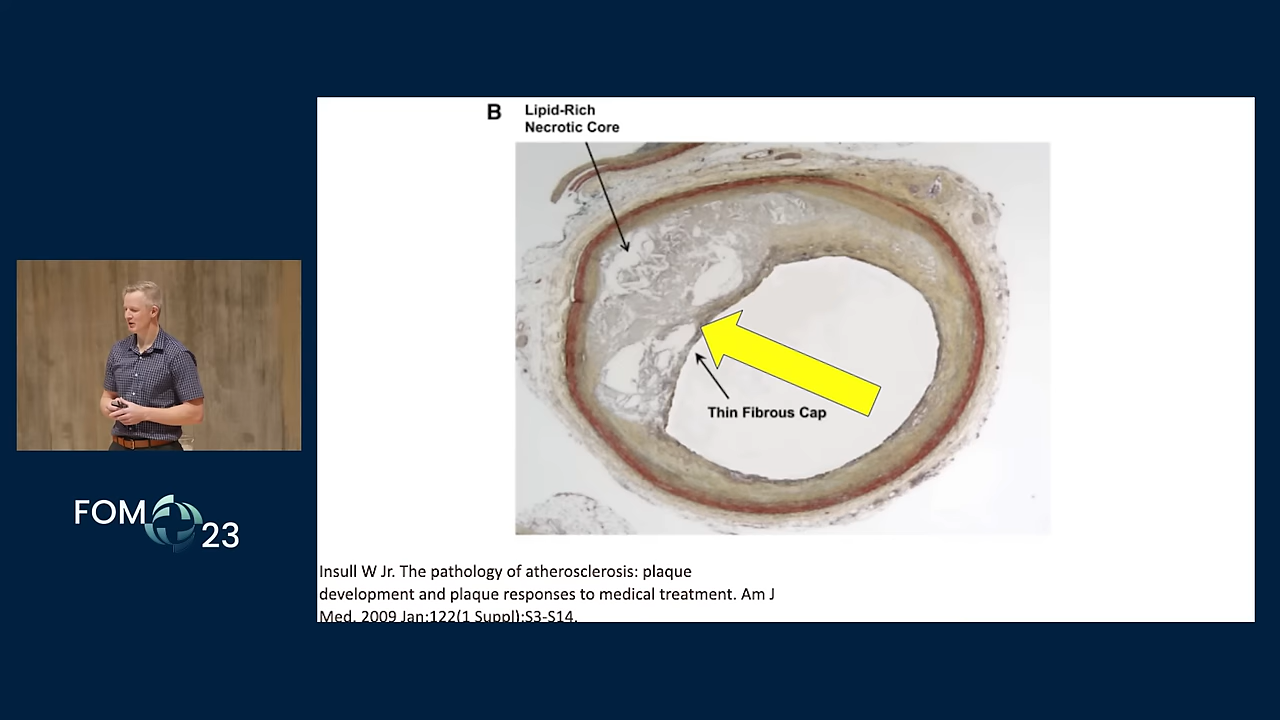 B
Lipid-Rich
Necrotic Core
Thin Fibrous Cap
FOM
23
Insull W Jr. The pathology of atherosclerosis: plaque
development and plaque responses to medical treatment. Am J
Med. 2009 Jan;122(1 Suppl):S3-S14.